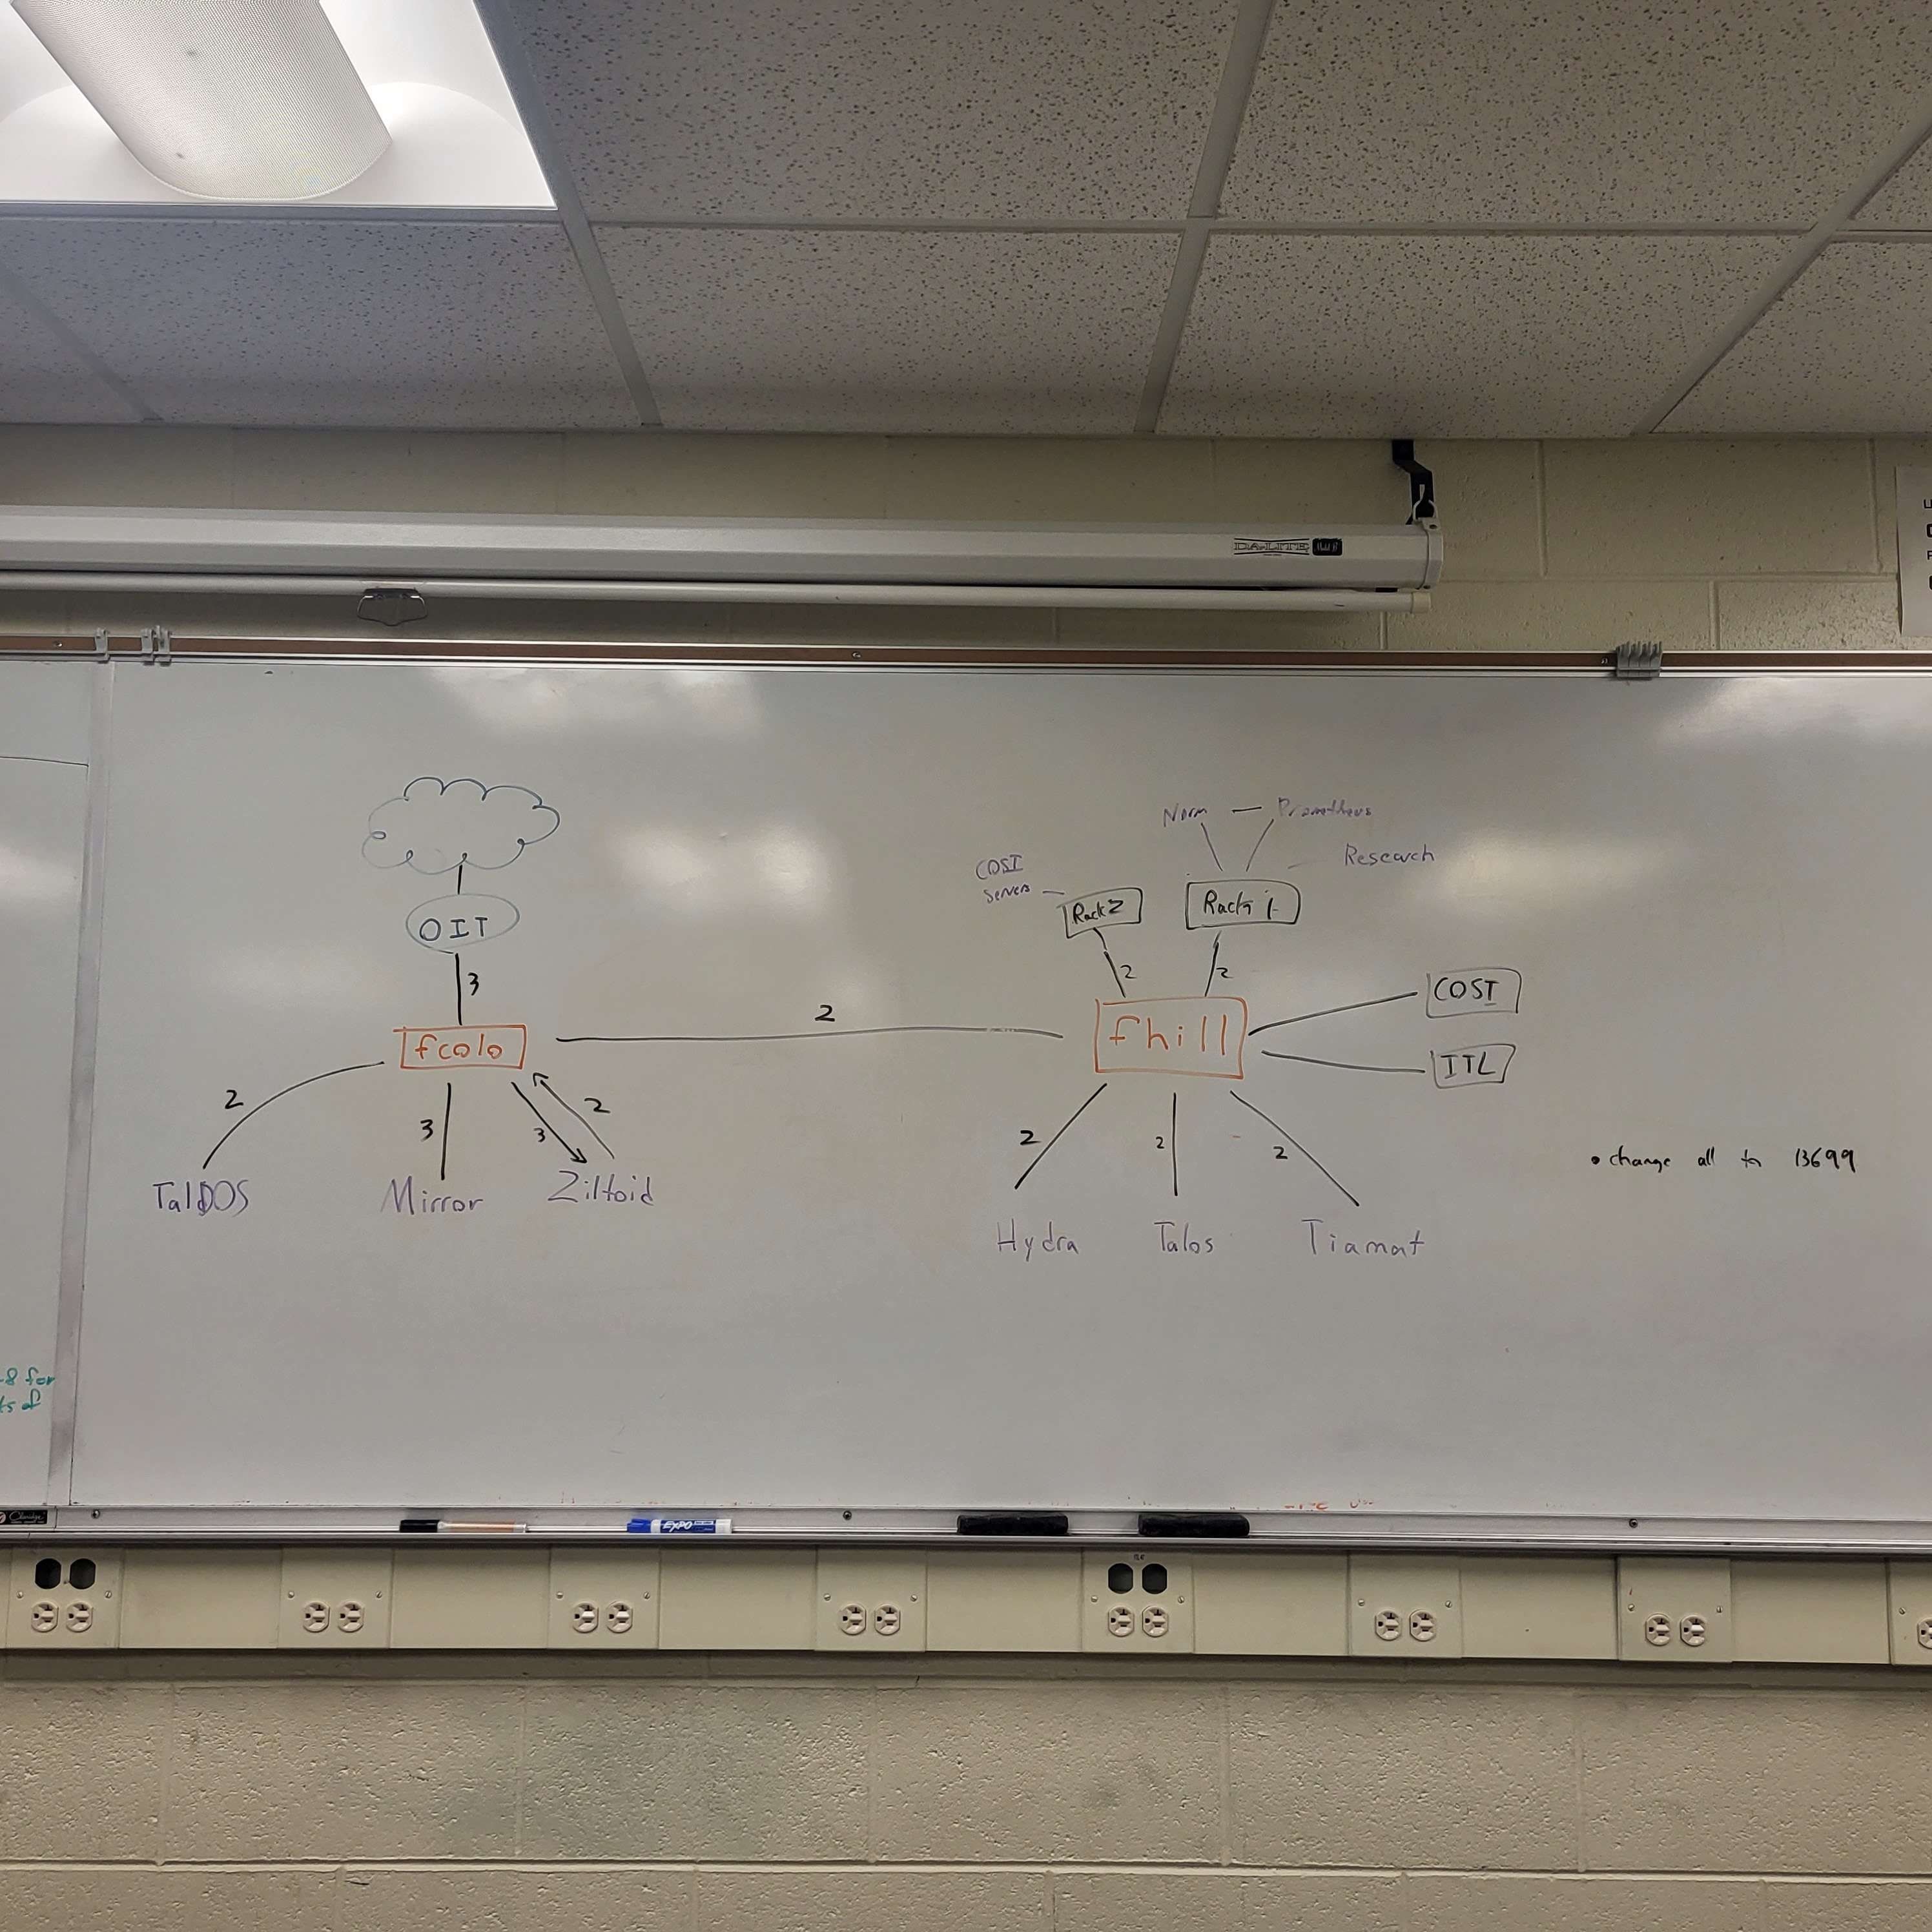 DA-LITE
Norm
Prometheus
Research
COSI
Servers
Rack 2
Rack 1
OIT
3
2
2
COSI
fcolo
2
fhill
ITL
2
3
3
2
2
2
2
• change all to 13699
TalDOS
Mirror
Ziltoid
Hydra
Talos
Tiamat
8 for
ts of
EXPO